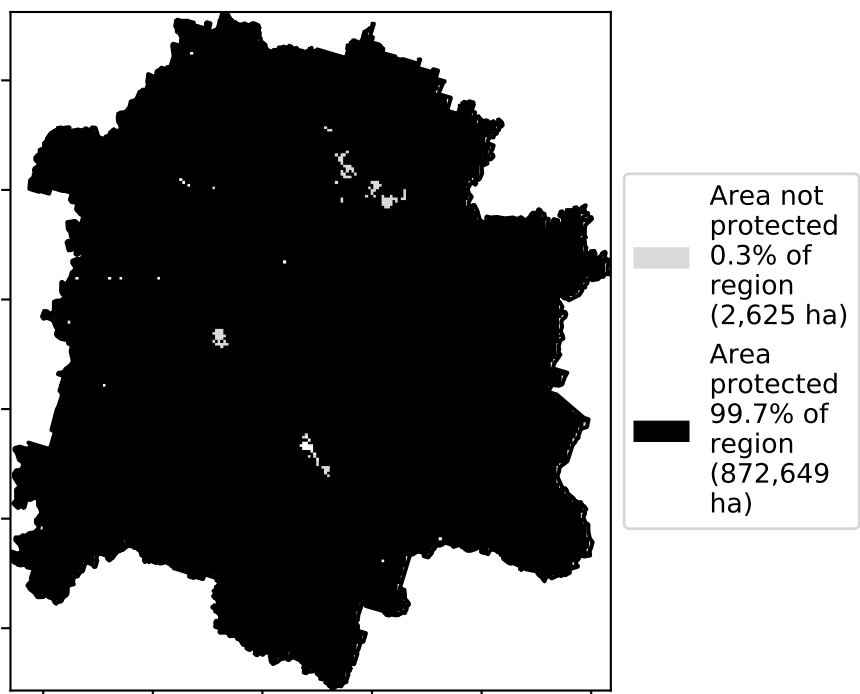 Area not
protected
0.3% of
region
(2,625 ha)
Area
protected
99.7% of
region
(872,649
ha)